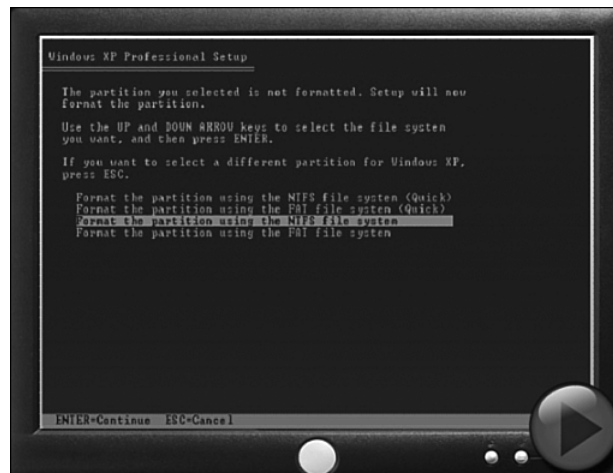 Windows XP Professional Setup
The partition you selected is not formatted. Setup will now
format the partition.
Use the UP and DOWN ARROW keys to select the file system
you want, and then press ENTER.
If you want to select a different partition for Windows XP,
press ESC.
Format the partition using the NTFS file system (Quick)
Format the partition using the FAT file system (Quick)
Format the partition using the NTFS file system
Format the partition using the FAT file system
ENTER=Continue ESC=Cancel